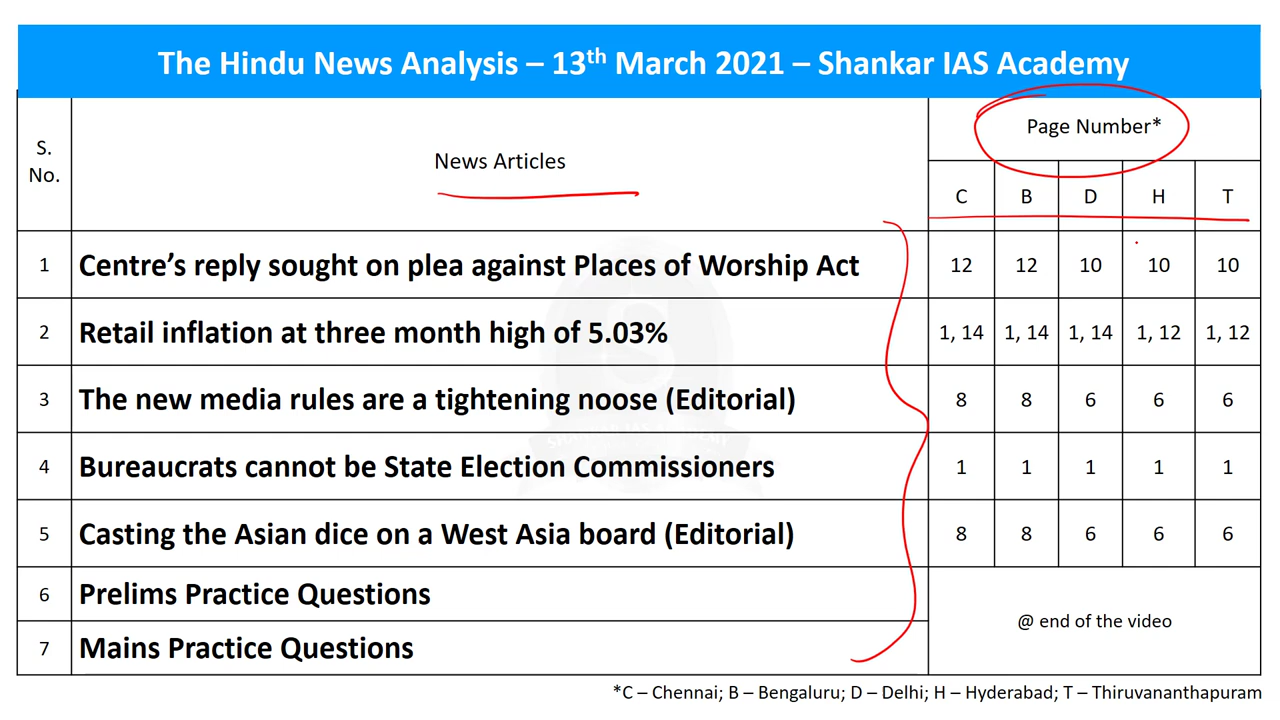 The Hindu News Analysis – 13th March 2021 – Shankar IAS Academy
S. No.
News Articles
Page Number*
C B D H T
1 Centre's reply sought on plea against Places of Worship Act 12 12 10 10 10
2 Retail inflation at three month high of 5.03% 1, 14 1, 14 1, 14 1, 12 1, 12
3 The new media rules are a tightening noose (Editorial) 8 8 6 6 6
SHANKAR IAS ACADEMY
4 Bureaucrats cannot be State Election Commissioners 1 1 1 1 1
5 Casting the Asian dice on a West Asia board (Editorial) 8 8 6 6 6
6 Prelims Practice Questions
@ end of the video
7 Mains Practice Questions
*C – Chennai; B – Bengaluru; D – Delhi; H – Hyderabad; T – Thiruvananthapuram